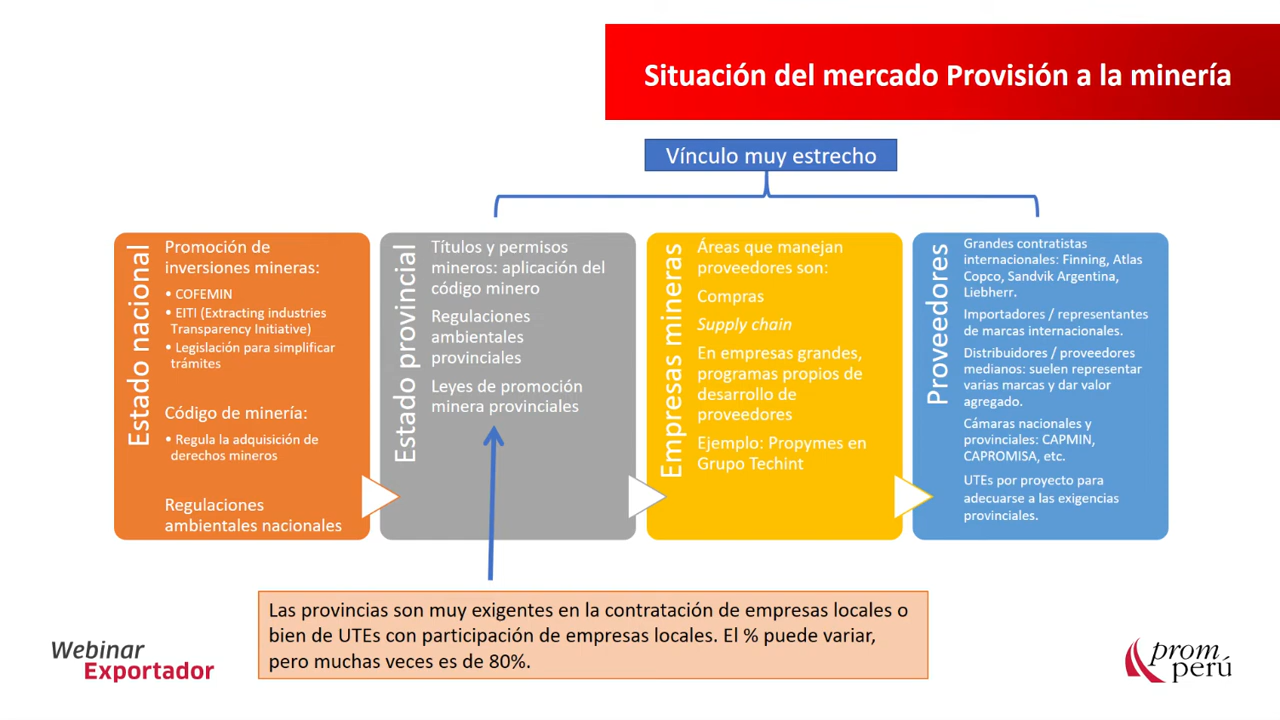 Situación del mercado Provisión a la minería
Vínculo muy estrecho
Estado nacional
Promoción de
inversiones mineras:
• COFEMIN
• EITI (Extracting industries
Transparency Initiative)
• Legislación para simplificar
trámites
Código de minería:
• Regula la adquisición de
derechos mineros
Regulaciones
ambientales nacionales
Estado provincial
Títulos y permisos
mineros: aplicación del
código minero
Regulaciones
ambientales
provinciales
Leyes de promoción
minera provinciales
Empresas mineras
Áreas que manejan
proveedores son:
Compras
Supply chain
En empresas grandes,
programas propios de
desarrollo de
proveedores
Ejemplo: Propymes en
Grupo Techint
Proveedores
Grandes contratistas
internacionales: Finning, Atlas
Copco, Sandvik Argentina,
Liebherr.
Importadores / representantes
de marcas internacionales.
Distribuidores / proveedores
medianos: suelen representar
varias marcas y dar valor
agregado.
Cámaras nacionales y
provinciales: CAPMIN,
CAPROMISA, etc.
UTEs por proyecto para
adecuarse a las exigencias
provinciales.
Las provincias son muy exigentes en la contratación de empresas locales o
bien de UTEs con participación de empresas locales. El % puede variar,
pero muchas veces es de 80%.
Webinar
Exportador
prom
perú